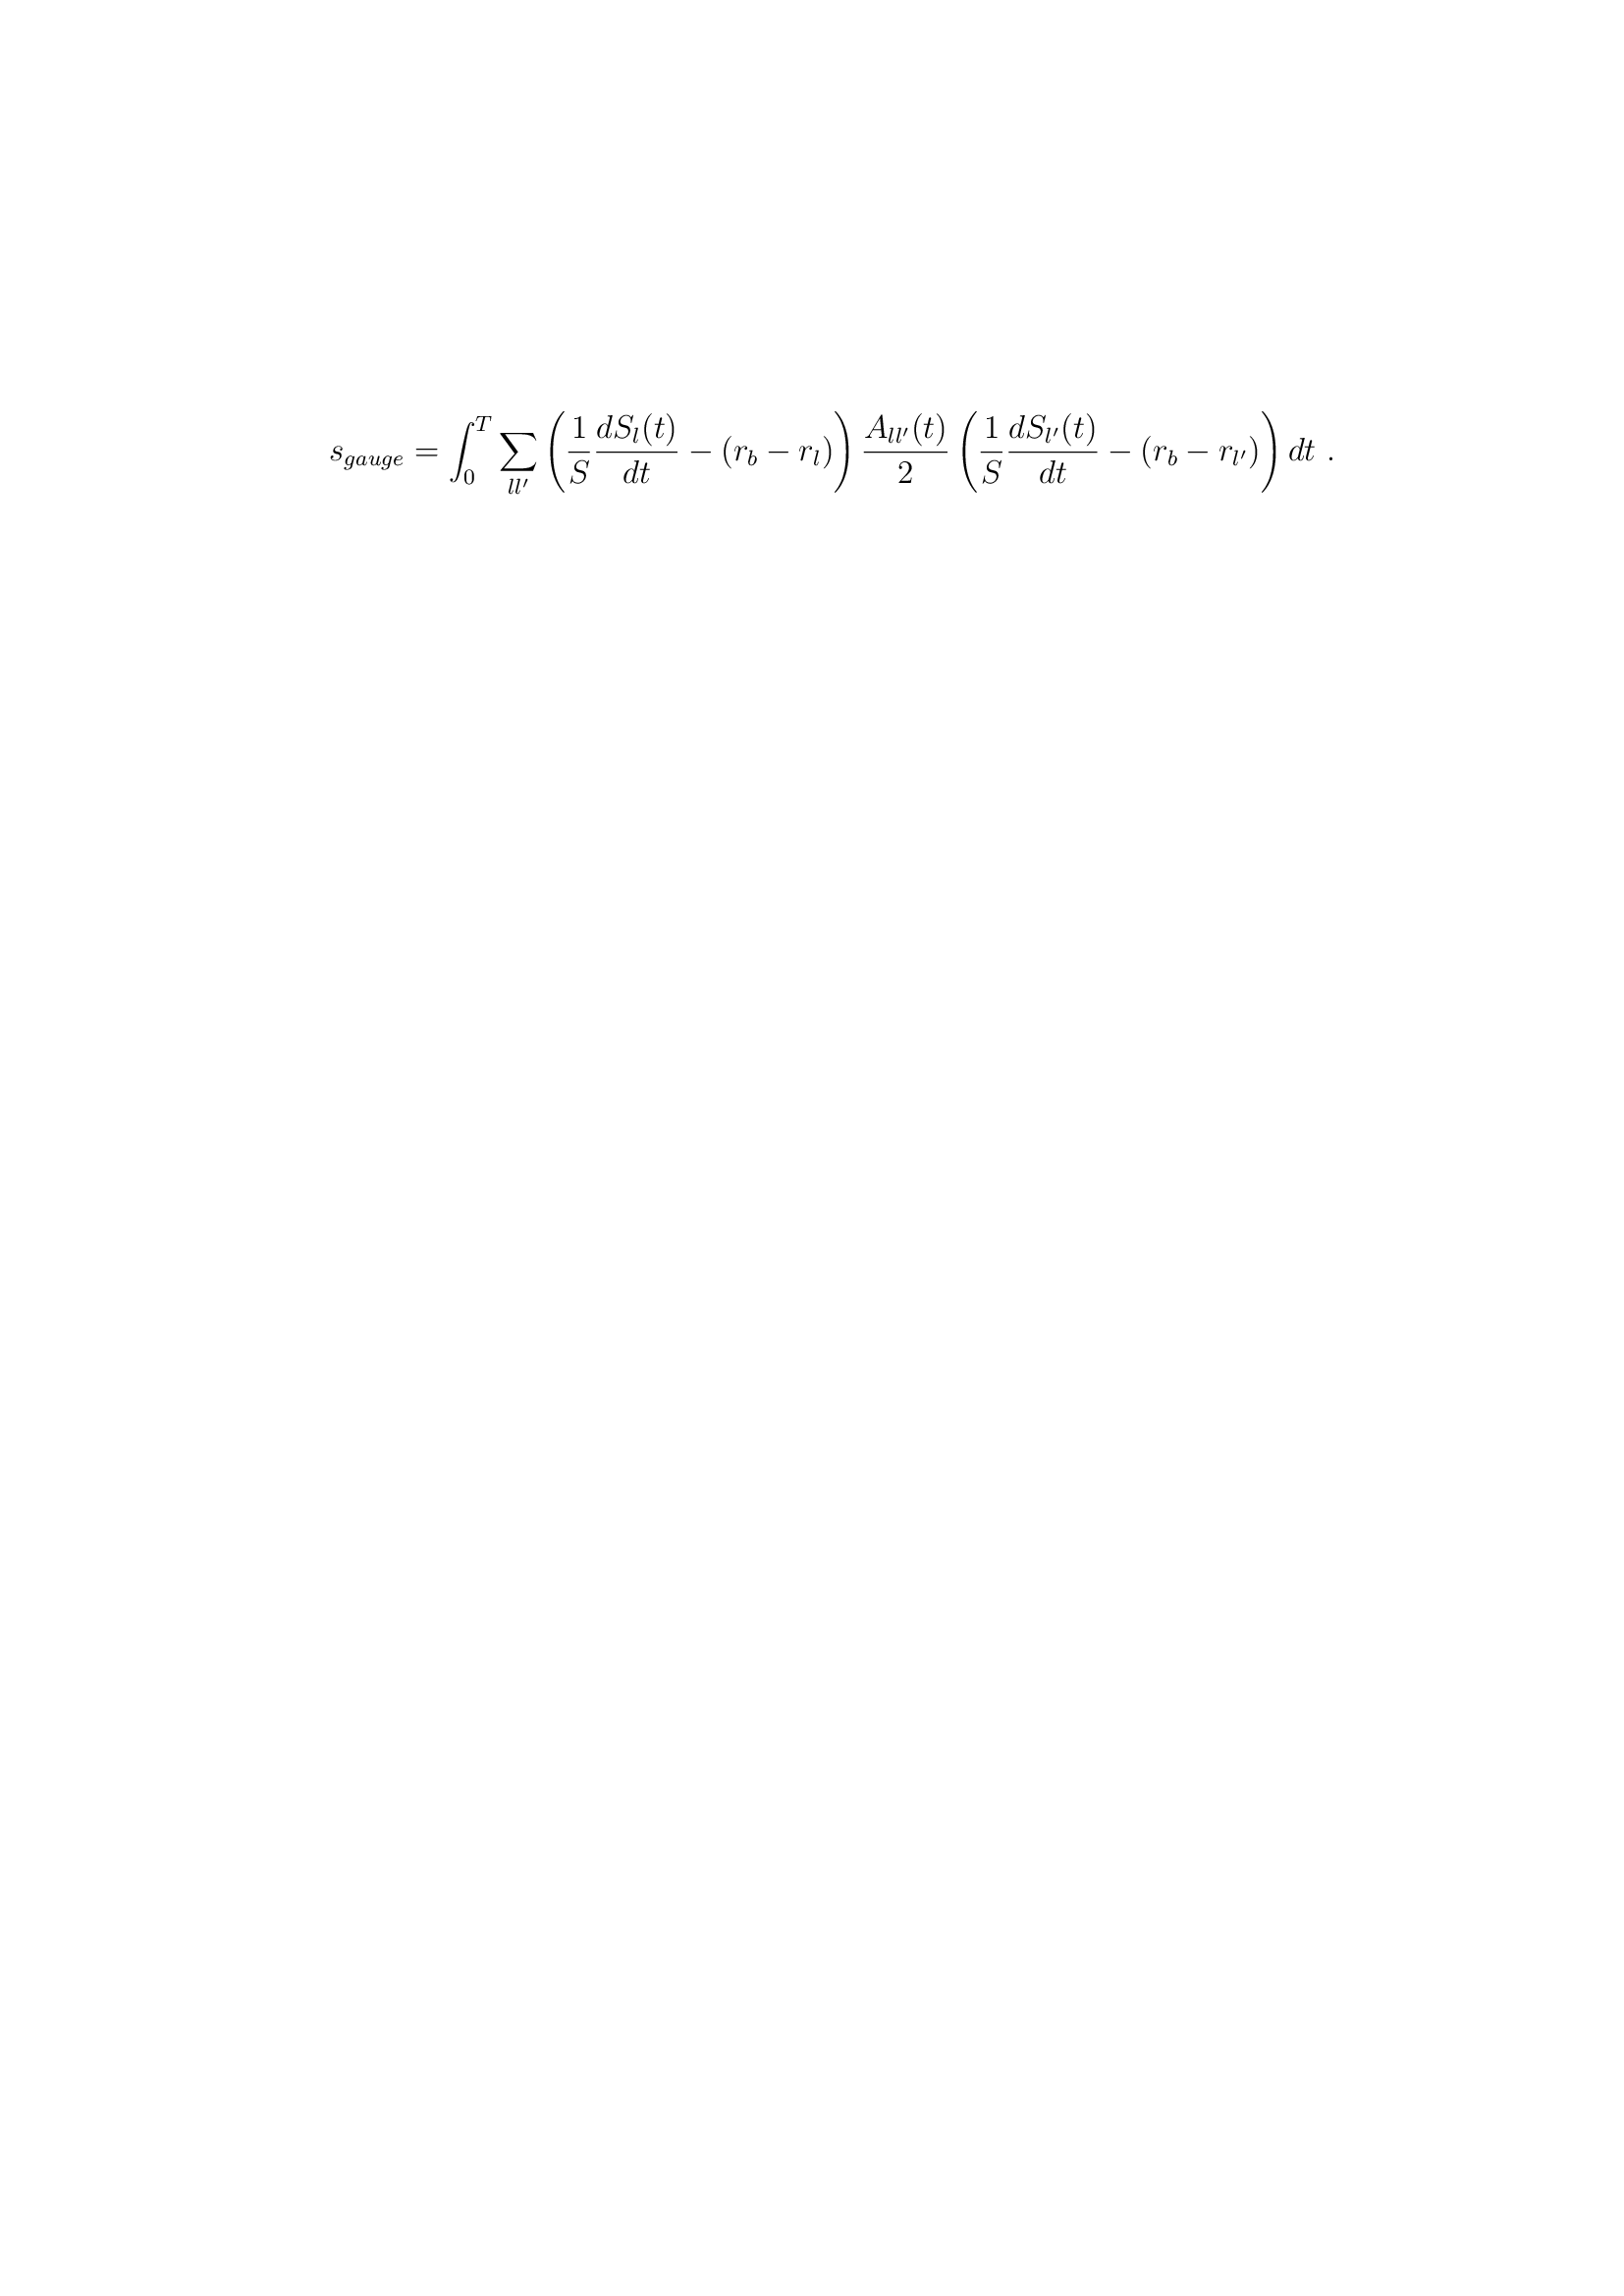 $s_{gauge} = \int_0^T \sum_{ll'} \left( \frac{1}{S} \frac{dS_l(t)}{dt} - (r_b - r_l) \right) \frac{A_{ll'}(t)}{2} \left( \frac{1}{S} \frac{dS_{l'}(t)}{dt} - (r_b - r_{l'}) \right) dt \ .$